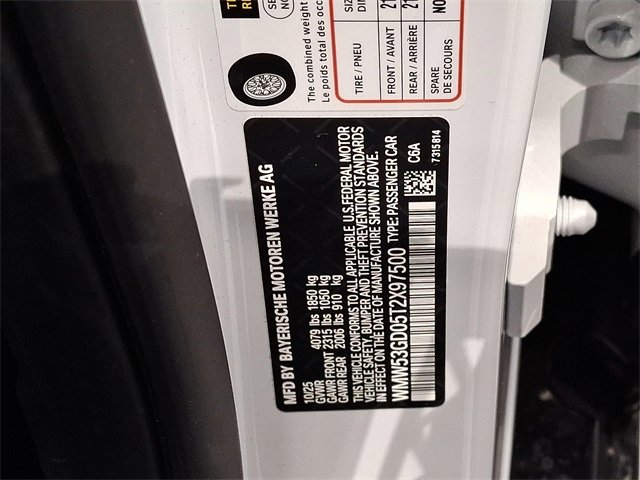 The combined weight
Le poids total des occ
TIRE / PNEU
FRONT / AVANT
REAR / ARRIÈRE
SPARE
DE SECOURS
MFD BY BAYERISCHE MOTOREN WERKE AG
10/25
GVWR 4079 lbs 1850 kg
GAWR FRONT 2315 lbs 1050 kg
GAWR REAR 2006 lbs 910 kg
THIS VEHICLE CONFORMS TO ALL APPLICABLE U.S.FEDERAL MOTOR
VEHICLE SAFETY, BUMPER AND THEFT PREVENTION STANDARDS
IN EFFECT ON THE DATE OF MANUFACTURE SHOWN ABOVE.
WMW53GD05T2X97500 TYPE: PASSENGER CAR
C6A
7315814